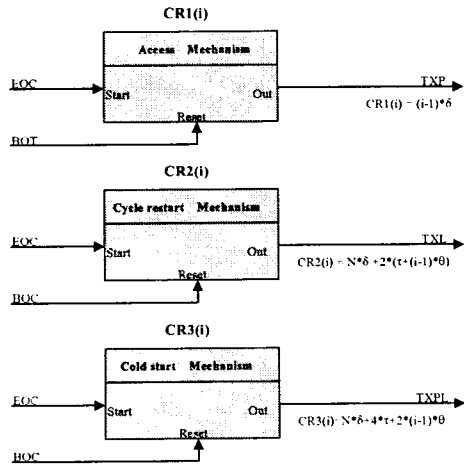 CR1(i)
Access Mechanism
EOC
Start
Out
TXP
CR1(i) = (i-1)*δ
Reset
BOT
CR2(i)
Cycle restart Mechanism
EOC
Start
Out
TXL
CR2(i) = N*δ +2*(τ+(i-1)*θ)
Reset
BOC
CR3(i)
Cold start Mechanism
EOC
Start
Out
TXPL
CR3(i)= N*δ+4*τ+2*(i-1)*θ
Reset
BOC